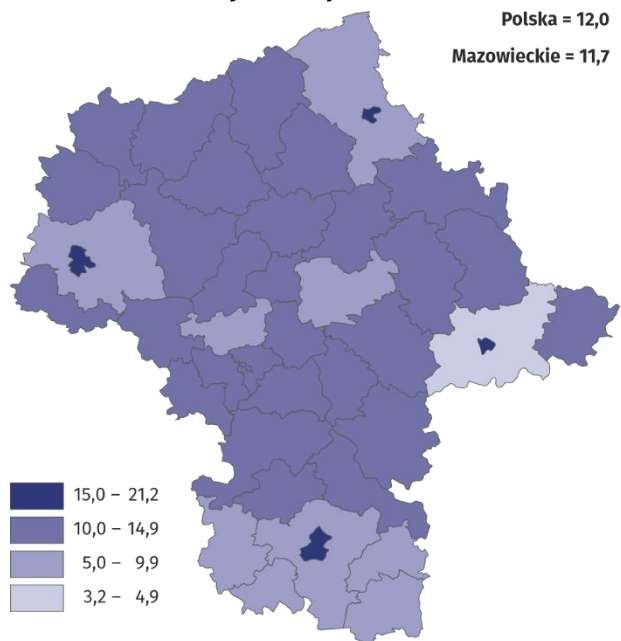 Polska = 12,0
Mazowieckie = 11,7
15,0 – 21,2
10,0 – 14,9
5,0 – 9,9
3,2 – 4,9